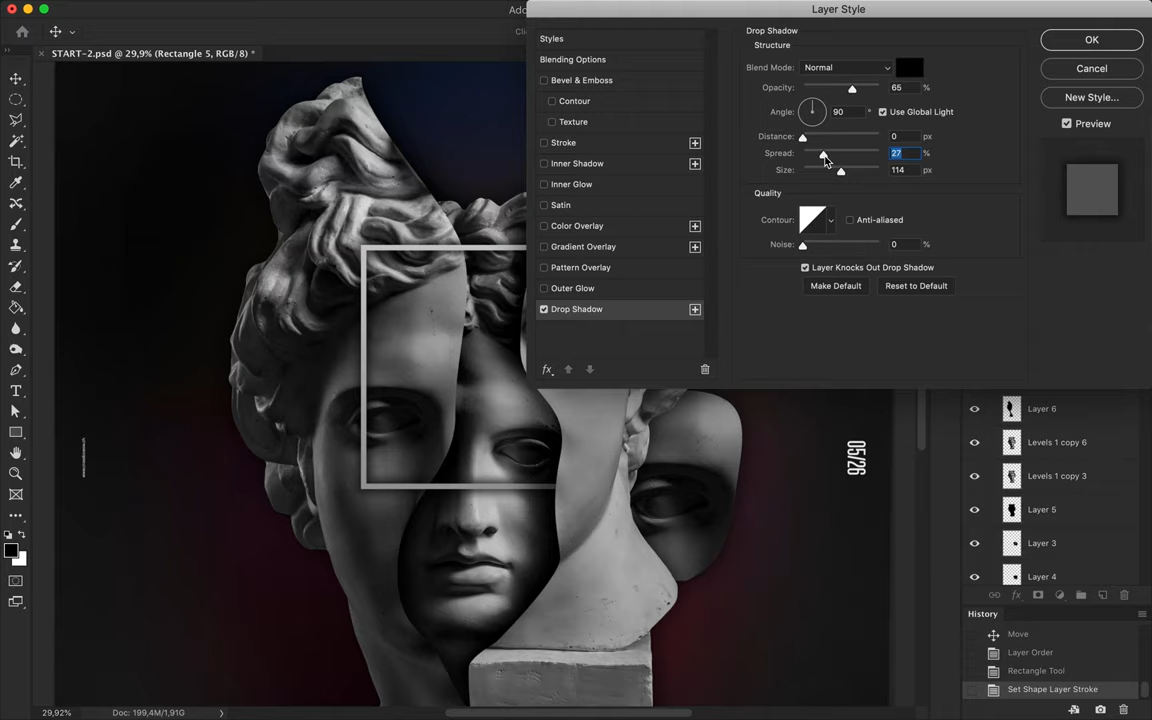 Ado
Layer Style
Clic
START-2.psd @ 29,9% (Rectangle 5, RGB/8) *
Styles
Blending Options
Bevel & Emboss
Contour
Texture
Stroke
Inner Shadow
Inner Glow
Satin
Color Overlay
Gradient Overlay
Pattern Overlay
Outer Glow
Drop Shadow
fx
Drop Shadow
Structure
Blend Mode: Normal
Opacity: 65 %
Angle: 90 ° Use Global Light
Distance: 0 px
Spread: 27 %
Size: 114 px
Quality
Contour: Anti-aliased
Noise: 0 %
Layer Knocks Out Drop Shadow
Make Default Reset to Default
OK
Cancel
New Style...
Preview
05/26
Layer 6
Levels 1 copy 6
Levels 1 copy 3
Layer 5
Layer 3
Layer 4
fx
History
Move
Layer Order
Rectangle Tool
Set Shape Layer Stroke
29,92% Doc: 199,4M/1,91G